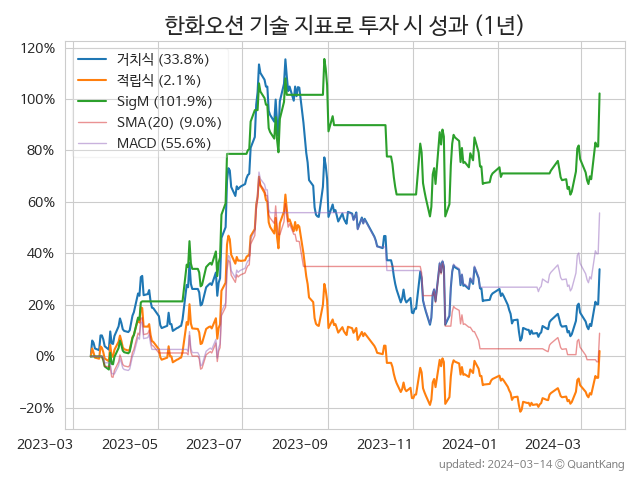 한화오션 기술 지표로 투자 시 성과 (1년)
120%
100%
80%
60%
40%
20%
0%
−20%
거치식 (33.8%)
적립식 (2.1%)
SigM (101.9%)
SMA(20) (9.0%)
MACD (55.6%)
2023-03 2023-05 2023-07 2023-09 2023-11 2024-01 2024-03
updated: 2024-03-14 ⓒ QuantKang